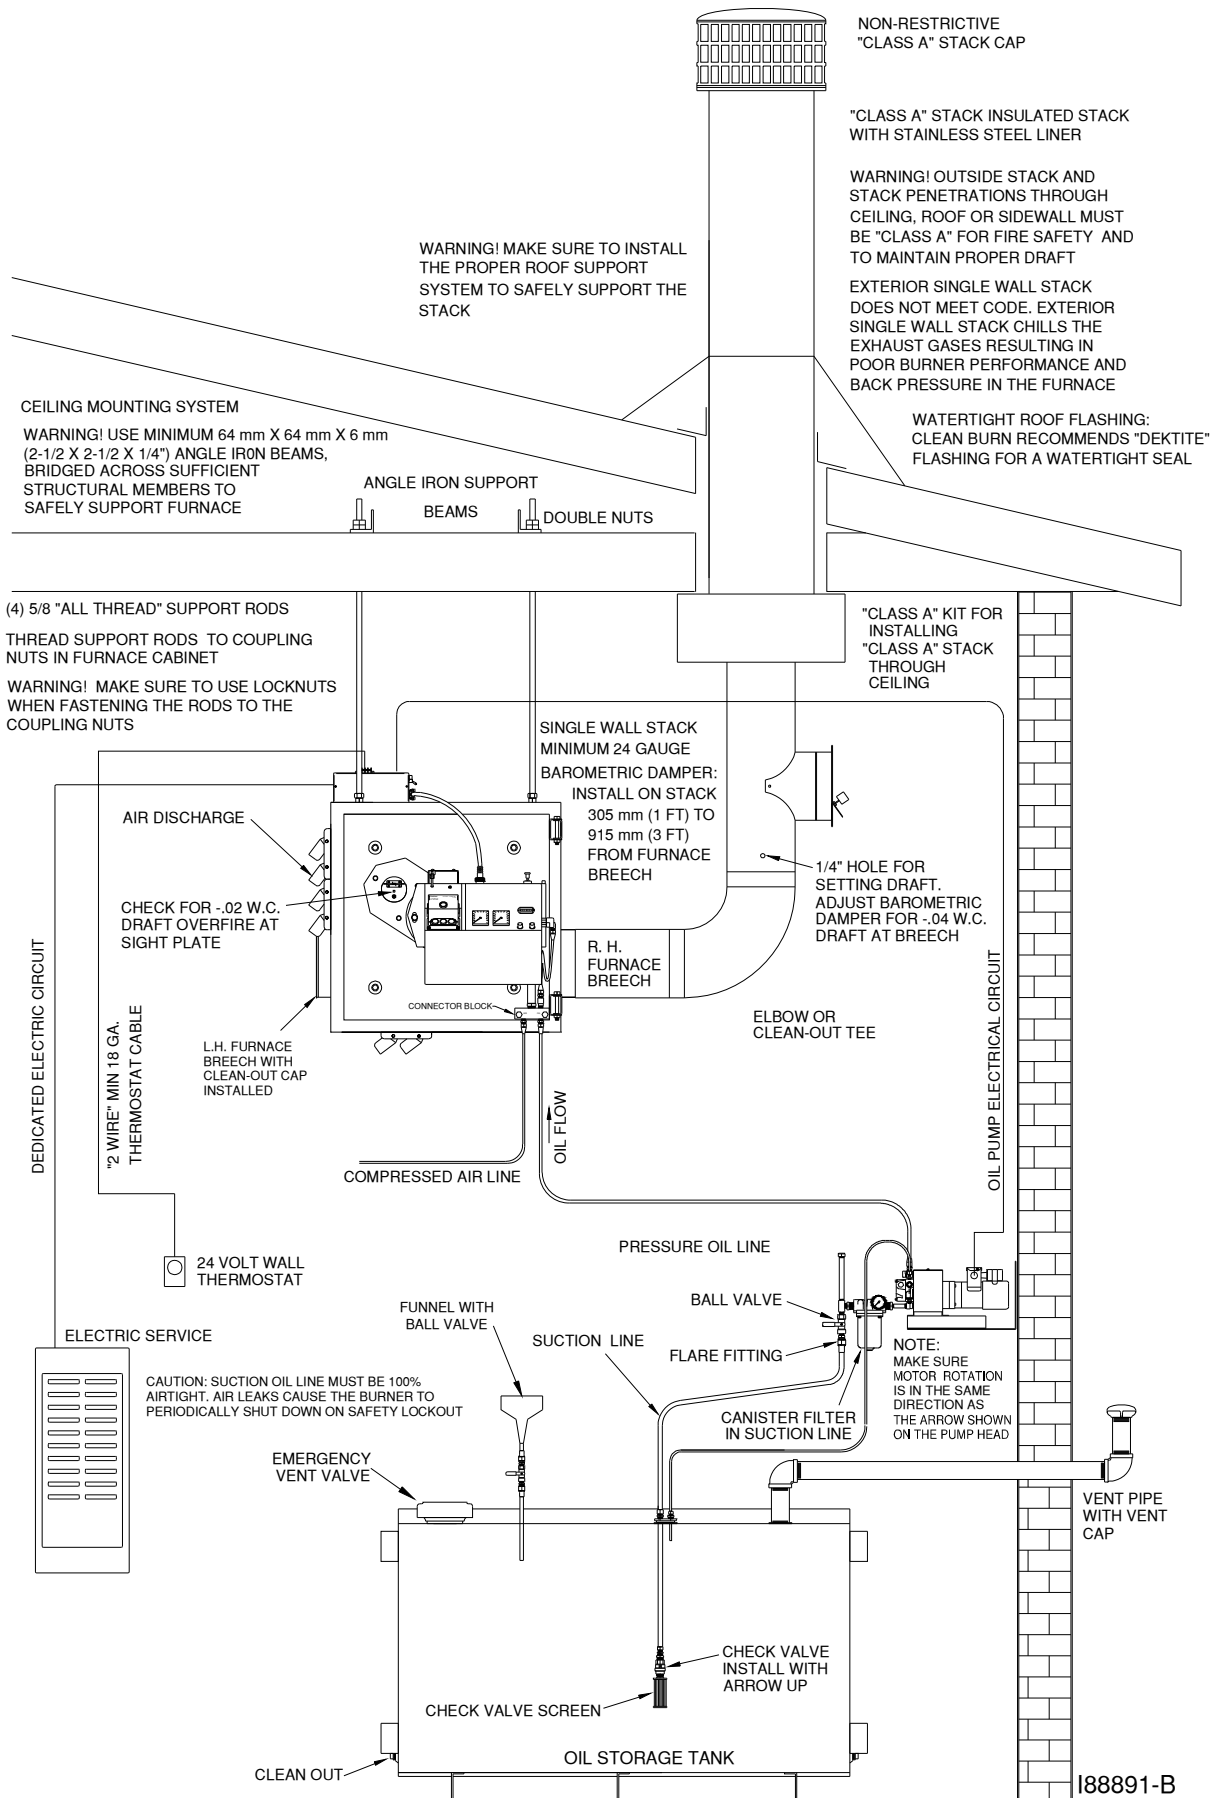 NON-RESTRICTIVE
"CLASS A" STACK CAP
"CLASS A" STACK INSULATED STACK
WITH STAINLESS STEEL LINER
WARNING! OUTSIDE STACK AND
STACK PENETRATIONS THROUGH
CEILING, ROOF OR SIDEWALL MUST
BE "CLASS A" FOR FIRE SAFETY AND
TO MAINTAIN PROPER DRAFT
EXTERIOR SINGLE WALL STACK
DOES NOT MEET CODE. EXTERIOR
SINGLE WALL STACK CHILLS THE
EXHAUST GASES RESULTING IN
POOR BURNER PERFORMANCE AND
BACK PRESSURE IN THE FURNACE
WARNING! MAKE SURE TO INSTALL
THE PROPER ROOF SUPPORT
SYSTEM TO SAFELY SUPPORT THE
STACK
WATERTIGHT ROOF FLASHING:
CLEAN BURN RECOMMENDS "DEKTITE"
FLASHING FOR A WATERTIGHT SEAL
CEILING MOUNTING SYSTEM
WARNING! USE MINIMUM 64 mm X 64 mm X 6 mm
(2-1/2 X 2-1/2 X 1/4") ANGLE IR0N BEAMS,
BRIDGED ACROSS SUFFICIENT
STRUCTURAL MEMBERS TO
SAFELY SUPPORT FURNACE
ANGLE IRON SUPPORT
BEAMS
DOUBLE NUTS
(4) 5/8 "ALL THREAD" SUPPORT RODS
THREAD SUPPORT RODS TO COUPLING
NUTS IN FURNACE CABINET
WARNING! MAKE SURE TO USE LOCKNUTS
WHEN FASTENING THE RODS TO THE
COUPLING NUTS
"CLASS A" KIT FOR
INSTALLING
"CLASS A" STACK
THROUGH
CEILING
SINGLE WALL STACK
MINIMUM 24 GAUGE
BAROMETRIC DAMPER:
INSTALL ON STACK
305 mm (1 FT) TO
915 mm (3 FT)
FROM FURNACE
BREECH
AIR DISCHARGE
CHECK FOR -.02 W.C.
DRAFT OVERFIRE AT
SIGHT PLATE
1/4" HOLE FOR
SETTING DRAFT.
ADJUST BAROMETRIC
DAMPER FOR -.04 W.C.
DRAFT AT BREECH
R. H.
FURNACE
BREECH
CONNECTOR BLOCK
ELBOW OR
CLEAN-OUT TEE
L.H. FURNACE
BREECH WITH
CLEAN-OUT CAP
INSTALLED
DEDICATED ELECTRIC CIRCUIT
"2 WIRE" MIN 18 GA.
THERMOSTAT CABLE
OIL FLOW
OIL PUMP ELECTRICAL CIRCUIT
COMPRESSED AIR LINE
24 VOLT WALL
THERMOSTAT
PRESSURE OIL LINE
BALL VALVE
FLARE FITTING
FUNNEL WITH
BALL VALVE
SUCTION LINE
ELECTRIC SERVICE
NOTE:
MAKE SURE
MOTOR ROTATION
IS IN THE SAME
DIRECTION AS
THE ARROW SHOWN
ON THE PUMP HEAD
CAUTION: SUCTION OIL LINE MUST BE 100%
AIRTIGHT. AIR LEAKS CAUSE THE BURNER TO
PERIODICALLY SHUT DOWN ON SAFETY LOCKOUT
CANISTER FILTER
IN SUCTION LINE
EMERGENCY
VENT VALVE
VENT PIPE
WITH VENT
CAP
CHECK VALVE
INSTALL WITH
ARROW UP
CHECK VALVE SCREEN
OIL STORAGE TANK
CLEAN OUT
I88891-B